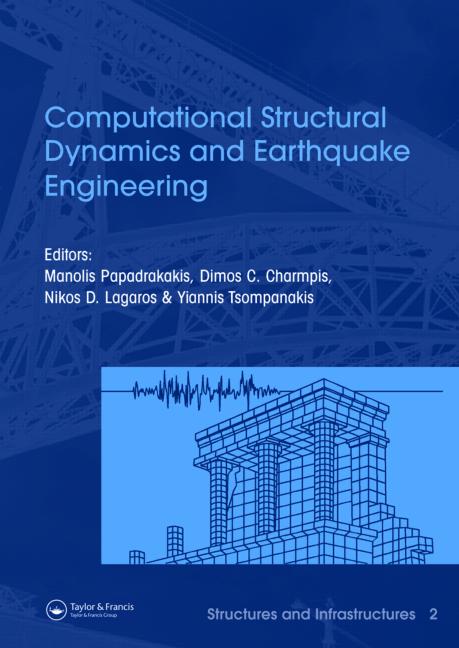 Computational Structural
Dynamics and Earthquake
Engineering
Editors:
Manolis Papadrakakis, Dimos C. Charmpis,
Nikos D. Lagaros & Yiannis Tsompanakis
Taylor & Francis
Taylor & Francis Group
Structures and Infrastructures 2